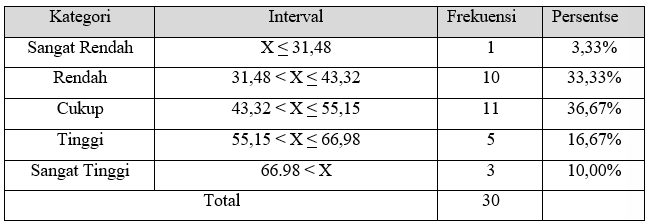 Kategori Interval Frekuensi Persentse
Sangat Rendah X ≤ 31,48 1 3,33%
Rendah 31,48 < X ≤ 43,32 10 33,33%
Cukup 43,32 < X ≤ 55,15 11 36,67%
Tinggi 55,15 < X ≤ 66,98 5 16,67%
Sangat Tinggi 66.98 < X 3 10,00%
Total 30